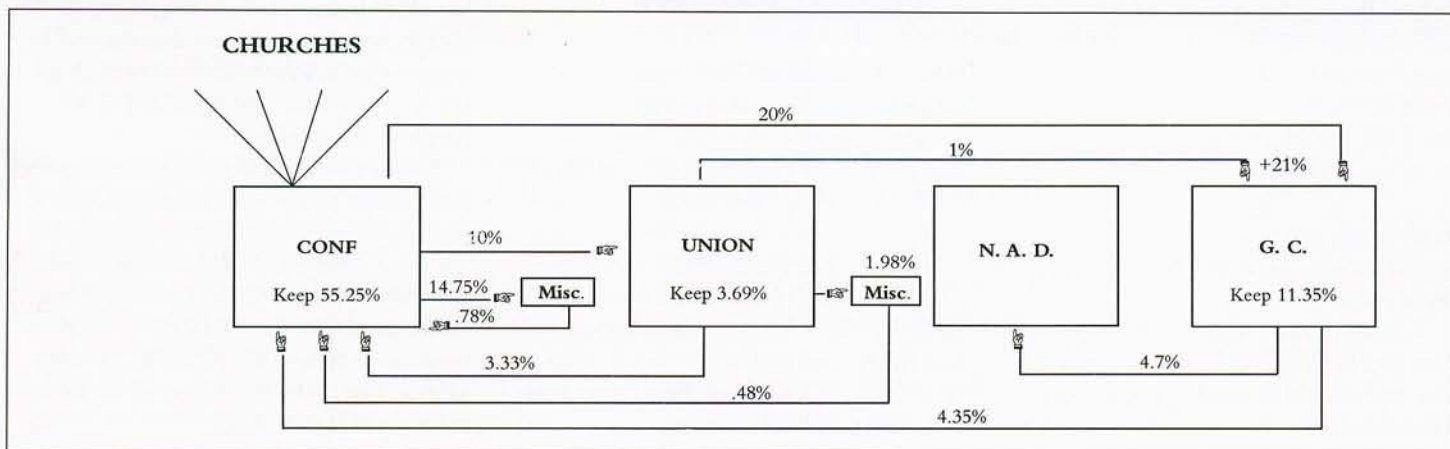 CHURCHES
20%
1%
+21%
CONF
Keep 55.25%
10%
14.75%
Misc.
.78%
UNION
Keep 3.69%
1.98%
Misc.
N. A. D.
G. C.
Keep 11.35%
3.33%
4.7%
.48%
4.35%